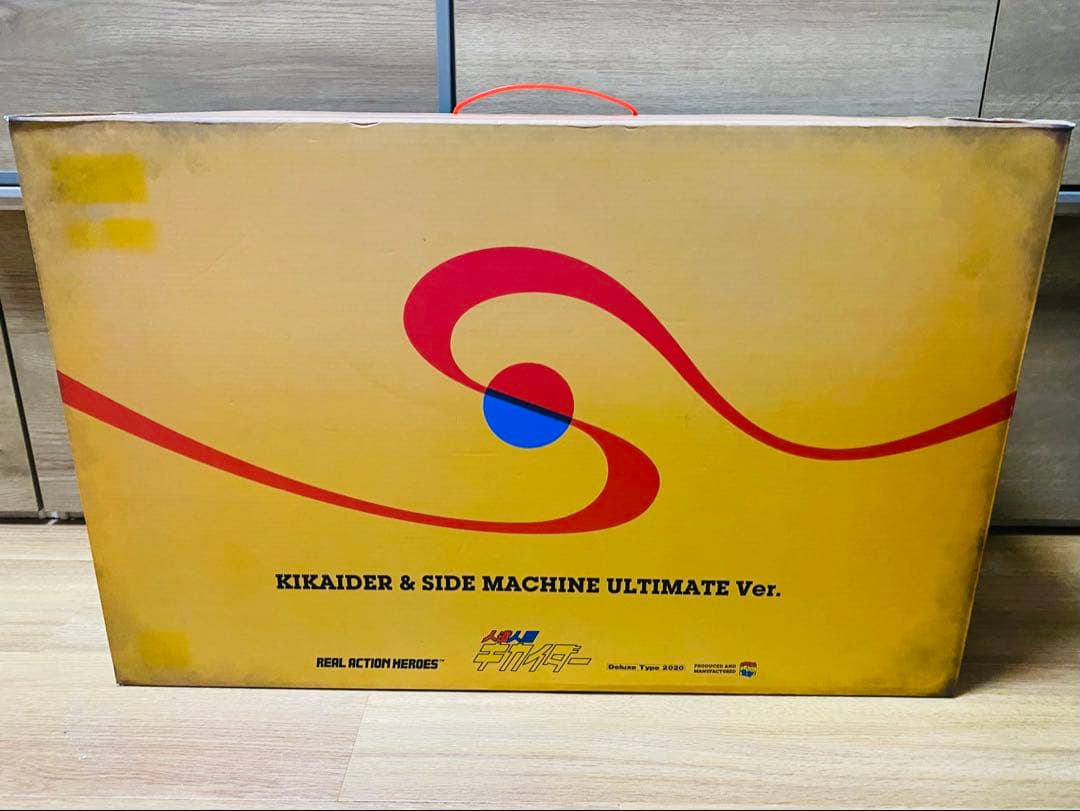 KIKAIDER & SIDE MACHINE ULTIMATE Ver.
人造人間
キカイダー
REAL ACTION HEROES™
Deluxe Type 2020
PRODUCED AND
MANUFACTURED